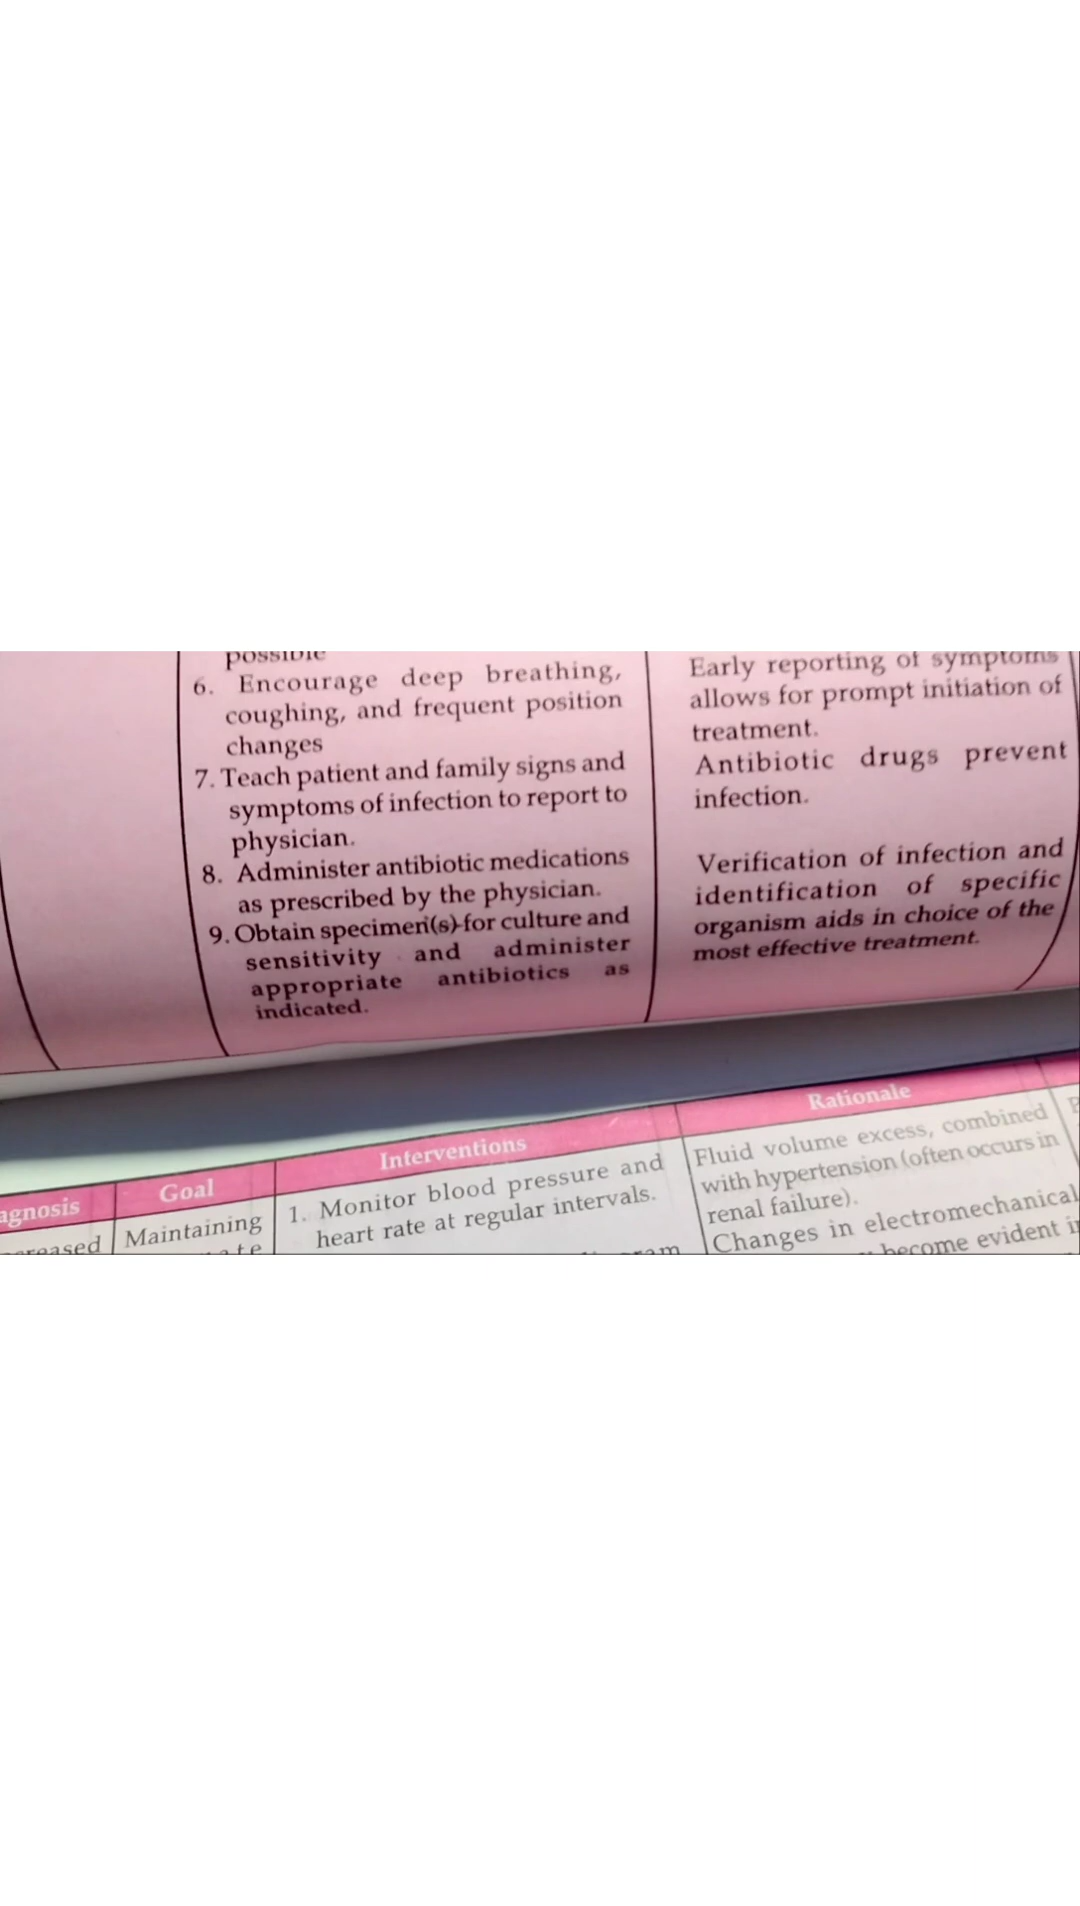 possible
6. Encourage deep breathing,
coughing, and frequent position
changes
7. Teach patient and family signs and
symptoms of infection to report to
physician.
8. Administer antibiotic medications
as prescribed by the physician.
9. Obtain specimen(s) for culture and
sensitivity and administer
appropriate antibiotics as
indicated.
Early reporting of symptoms
allows for prompt initiation of
treatment.
Antibiotic drugs prevent
infection.
Verification of infection and
identification of specific
organism aids in choice of the
most effective treatment.
Goal
Interventions
Rationale
Maintaining
1. Monitor blood pressure and
heart rate at regular intervals.
Fluid volume excess, combined
with hypertension (often occurs in
renal failure).
Changes in electromechanical
become evident